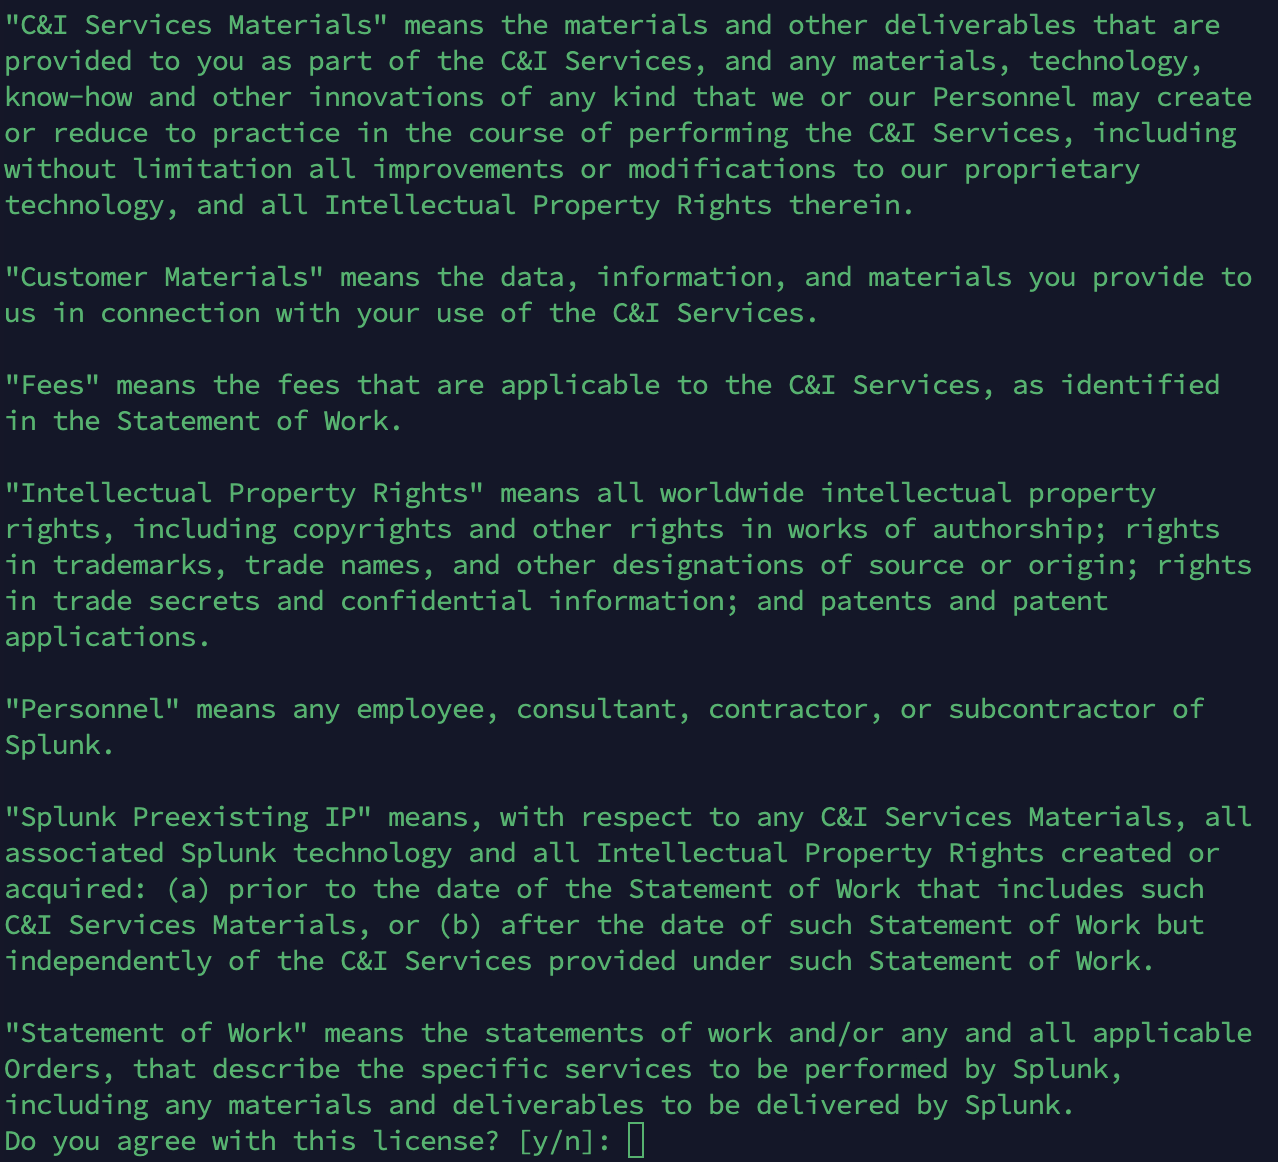 "C&I Services Materials" means the materials and other deliverables that are
provided to you as part of the C&I Services, and any materials, technology,
know-how and other innovations of any kind that we or our Personnel may create
or reduce to practice in the course of performing the C&I Services, including
without limitation all improvements or modifications to our proprietary
technology, and all Intellectual Property Rights therein.
"Customer Materials" means the data, information, and materials you provide to
us in connection with your use of the C&I Services.
"Fees" means the fees that are applicable to the C&I Services, as identified
in the Statement of Work.
"Intellectual Property Rights" means all worldwide intellectual property
rights, including copyrights and other rights in works of authorship; rights
in trademarks, trade names, and other designations of source or origin; rights
in trade secrets and confidential information; and patents and patent
applications.
"Personnel" means any employee, consultant, contractor, or subcontractor of
Splunk.
"Splunk Preexisting IP" means, with respect to any C&I Services Materials, all
associated Splunk technology and all Intellectual Property Rights created or
acquired: (a) prior to the date of the Statement of Work that includes such
C&I Services Materials, or (b) after the date of such Statement of Work but
independently of the C&I Services provided under such Statement of Work.
"Statement of Work" means the statements of work and/or any and all applicable
Orders, that describe the specific services to be performed by Splunk,
including any materials and deliverables to be delivered by Splunk.
Do you agree with this license? [y/n]: